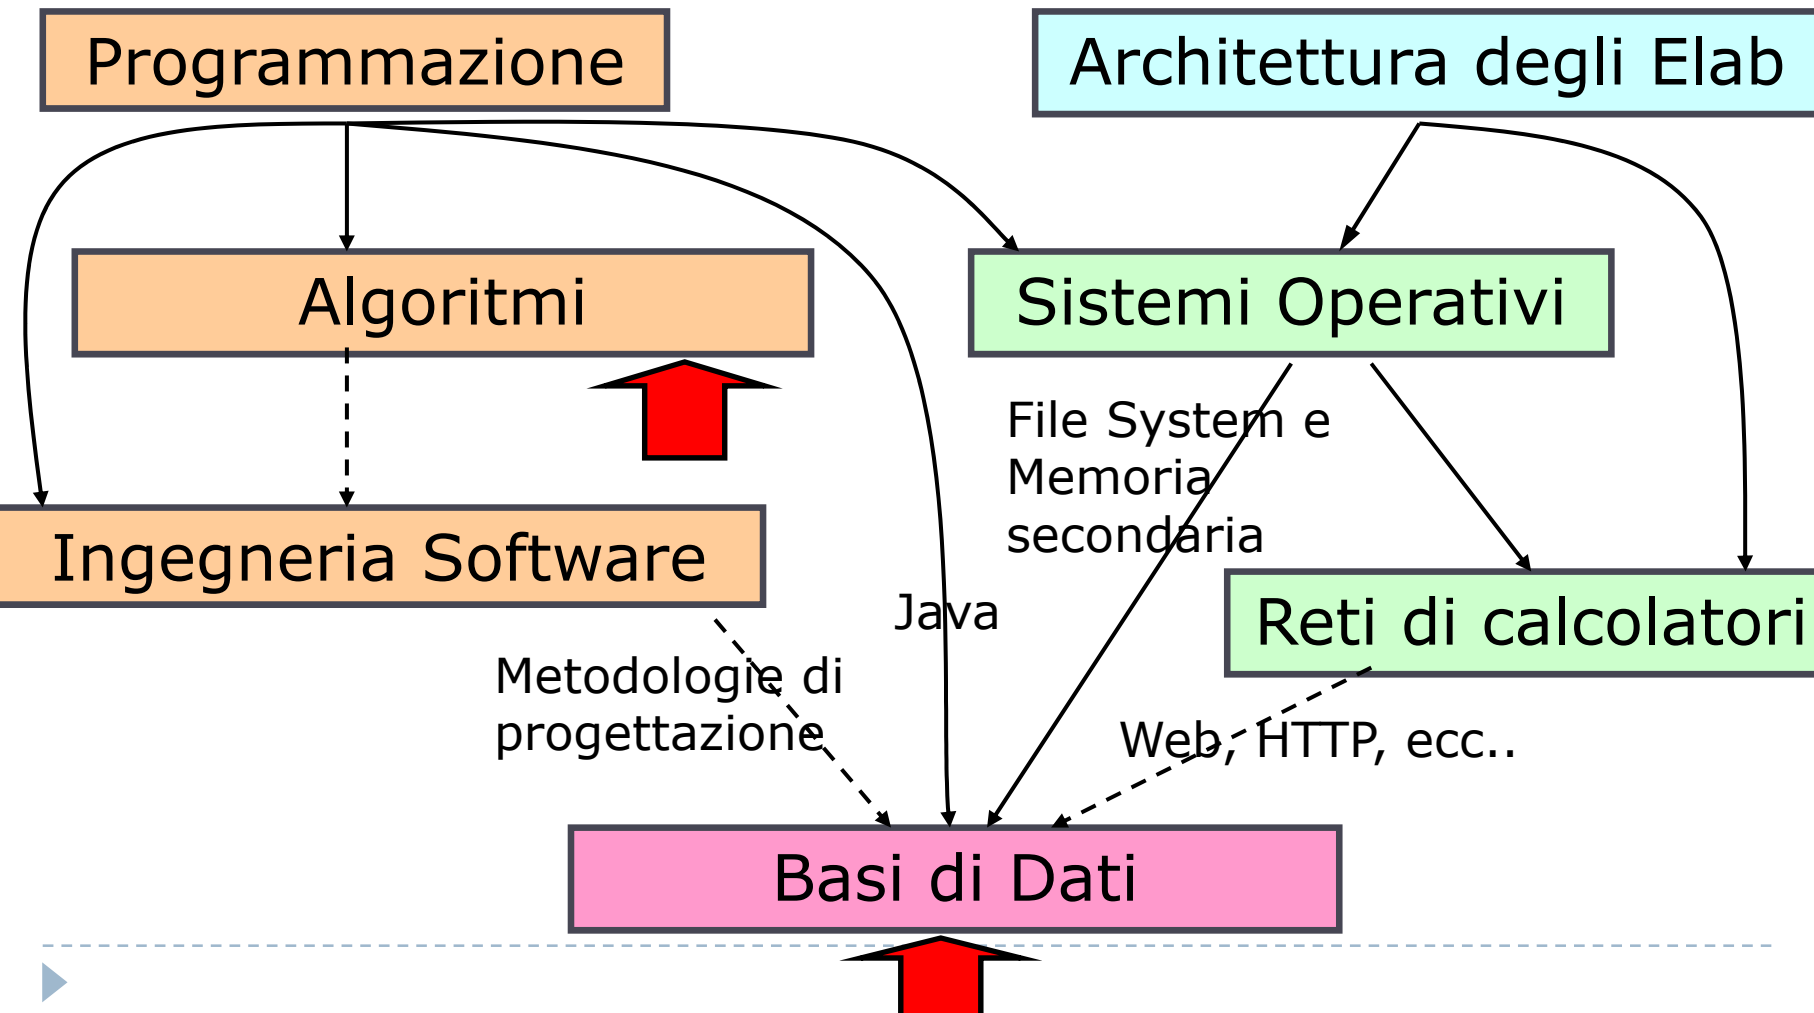 Programmazione
Architettura degli Elab
Algoritmi
Sistemi Operativi
File System e
Memoria
secondaria
Ingegneria Software
Java
Reti di calcolatori
Metodologie di
progettazione
Web, HTTP, ecc..
Basi di Dati